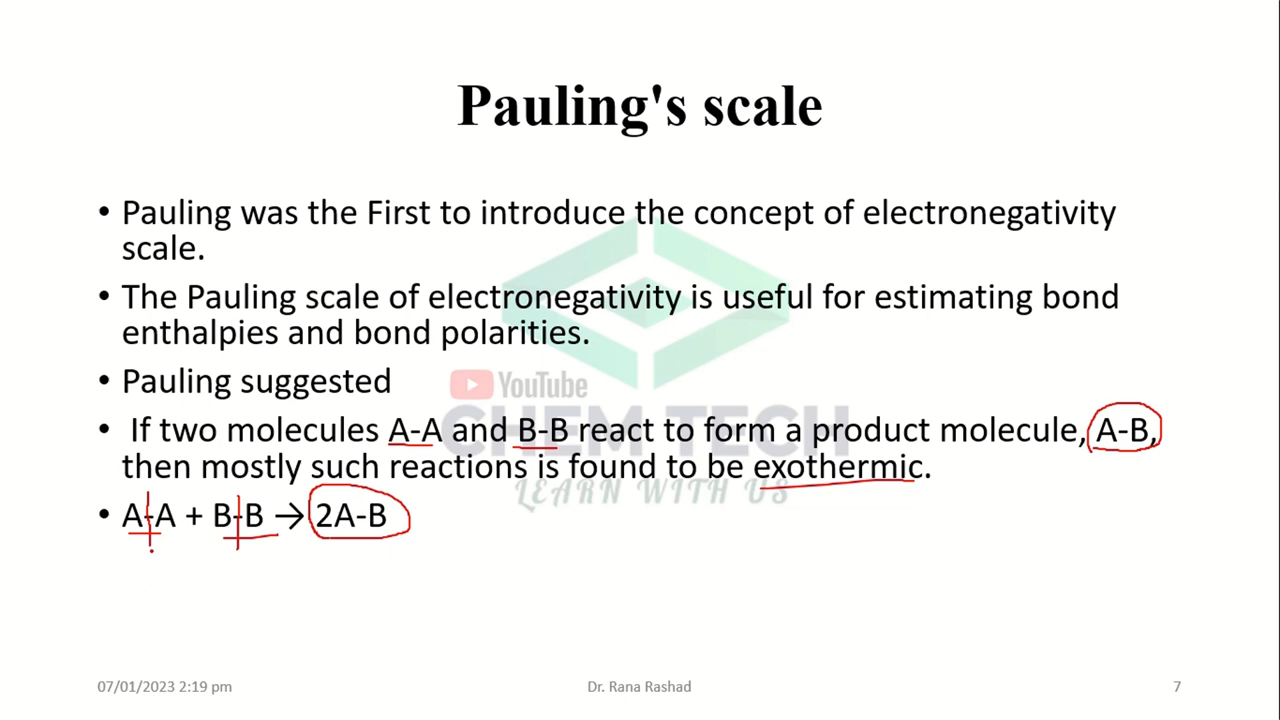 Pauling's scale
• Pauling was the First to introduce the concept of electronegativity
scale.
• The Pauling scale of electronegativity is useful for estimating bond
enthalpies and bond polarities.
• Pauling suggested
YouTube
CHEM TECH
• If two molecules A-A and B-B react to form a product molecule, A-B,
then mostly such reactions is found to be exothermic.
LEARN WITH US
• A-A + B-B → 2A-B
07/01/2023 2:19 pm
Dr. Rana Rashad
7